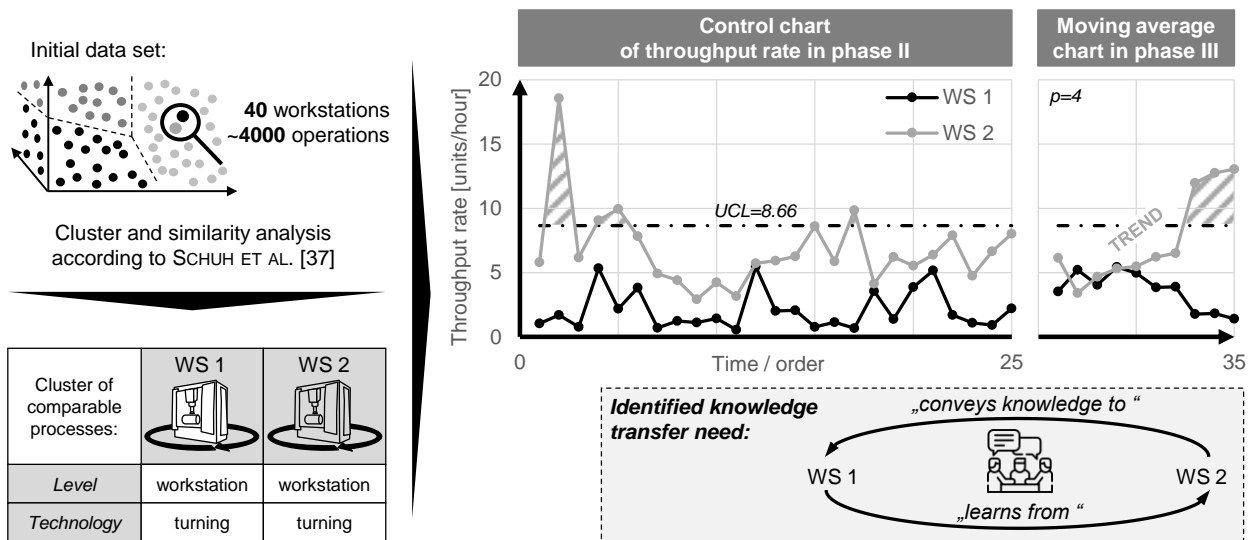 Initial data set:
40 workstations
~4000 operations
Cluster and similarity analysis
according to SCHUH ET AL. [37]
Cluster of
comparable
processes:
WS 1
WS 2
Level
workstation
workstation
Technology
turning
turning
Control chart
of throughput rate in phase II
Moving average
chart in phase III
Throughput rate [units/hour]
20
15
10
5
0
WS 1
WS 2
UCL=8.66
0
Time / order
25
p=4
TREND
35
Identified knowledge
transfer need:
„conveys knowledge to “
WS 1
WS 2
„learns from “